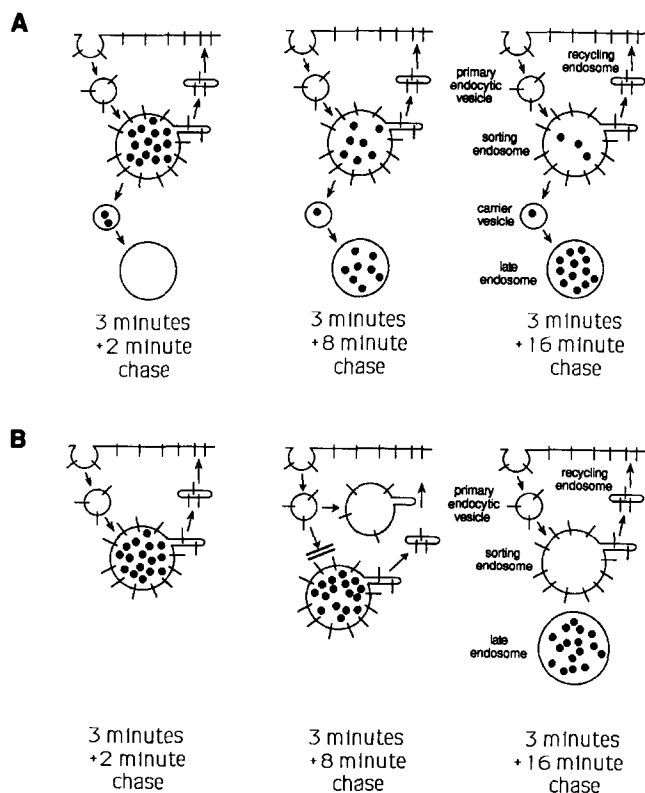 A
primary
endocytic
vesicle
recycling
endosome
sorting
endosome
carrier
vesicle
late
endosome
3 minutes
+2 minute
chase
3 minutes
+8 minute
chase
3 minutes
+16 minute
chase
B
primary
endocytic
vesicle
recycling
endosome
sorting
endosome
late
endosome
3 minutes
+2 minute
chase
3 minutes
+8 minute
chase
3 minutes
+16 minute
chase